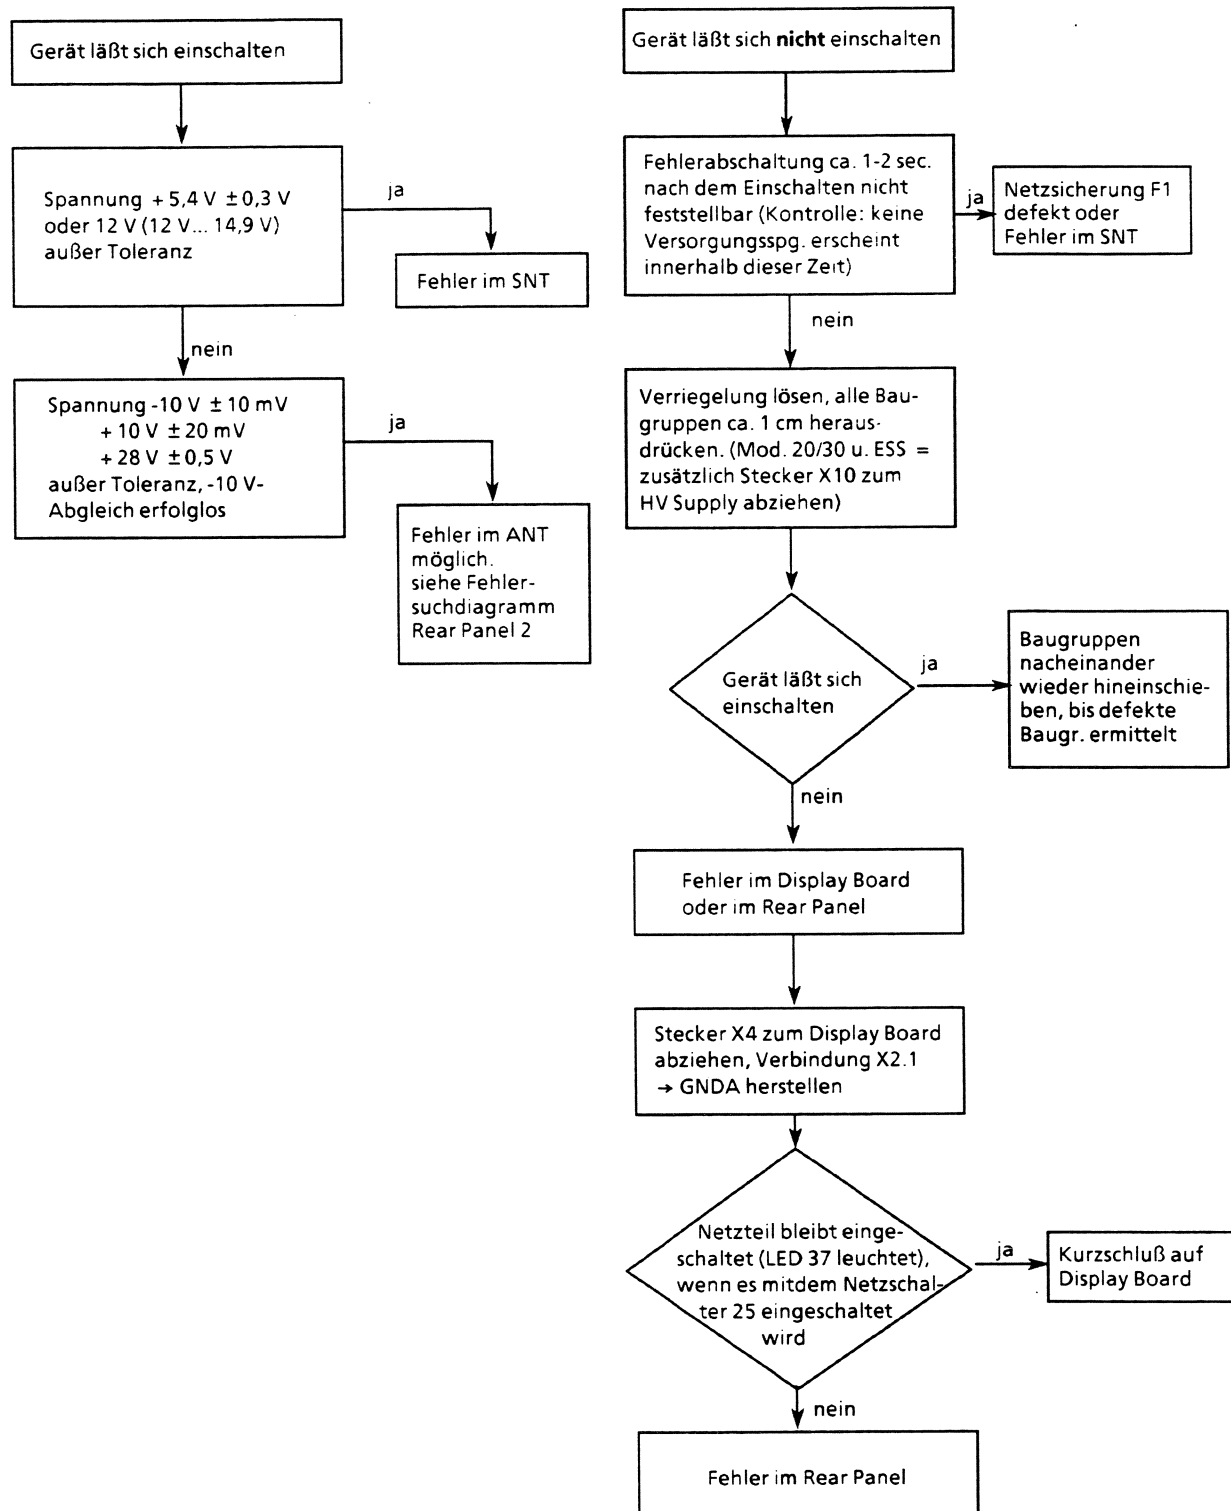 Gerät läßt sich einschalten
Spannung + 5,4 V ± 0,3 V
oder 12 V (12 V... 14,9 V)
außer Toleranz
ja
Fehler im SNT
nein
Spannung -10 V ± 10 mV
+ 10 V ± 20 mV
+ 28 V ± 0,5 V
außer Toleranz, -10 V-
Abgleich erfolglos
ja
Fehler im ANT
möglich.
siehe Fehler-
suchdiagramm
Rear Panel 2
Gerät läßt sich nicht einschalten
Fehlerabschaltung ca. 1-2 sec.
nach dem Einschalten nicht
feststellbar (Kontrolle: keine
Versorgungsspg. erscheint
innerhalb dieser Zeit)
ja
Netzsicherung F1
defekt oder
Fehler im SNT
nein
Verriegelung lösen, alle Bau-
gruppen ca. 1 cm heraus-
drücken. (Mod. 20/30 u. ESS =
zusätzlich Stecker X10 zum
HV Supply abziehen)
Gerät läßt sich
einschalten
ja
Baugruppen
nacheinander
wieder hineinschie-
ben, bis defekte
Baugr. ermittelt
nein
Fehler im Display Board
oder im Rear Panel
Stecker X4 zum Display Board
abziehen, Verbindung X2.1
→ GNDA herstellen
Netzteil bleibt einge-
schaltet (LED 37 leuchtet),
wenn es mitdem Netzschal-
ter 25 eingeschaltet
wird
ja
Kurzschluß auf
Display Board
nein
Fehler im Rear Panel